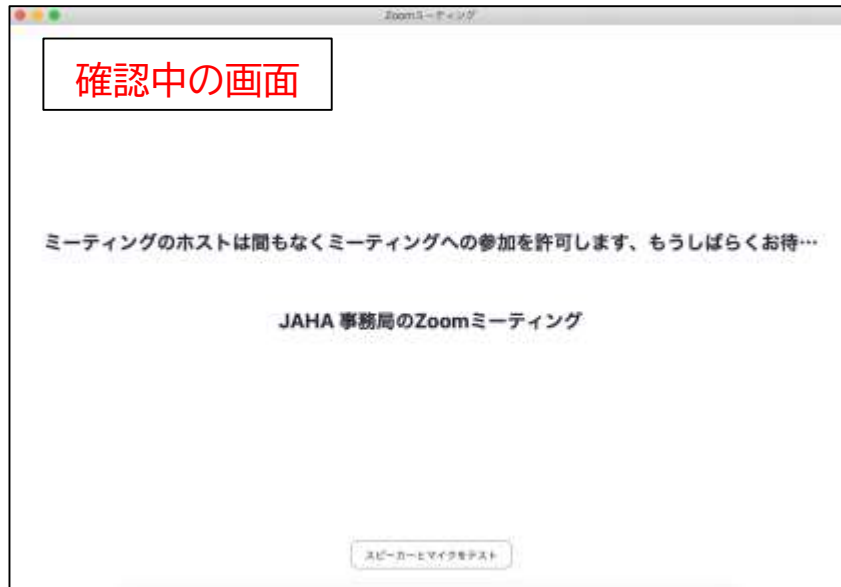 Zoomミーティング
確認中の画面
ミーティングのホストは間もなくミーティングへの参加を許可します、もうしばらくお待…
JAHA 事務局のZoomミーティング
スピーカーとマイクをテスト